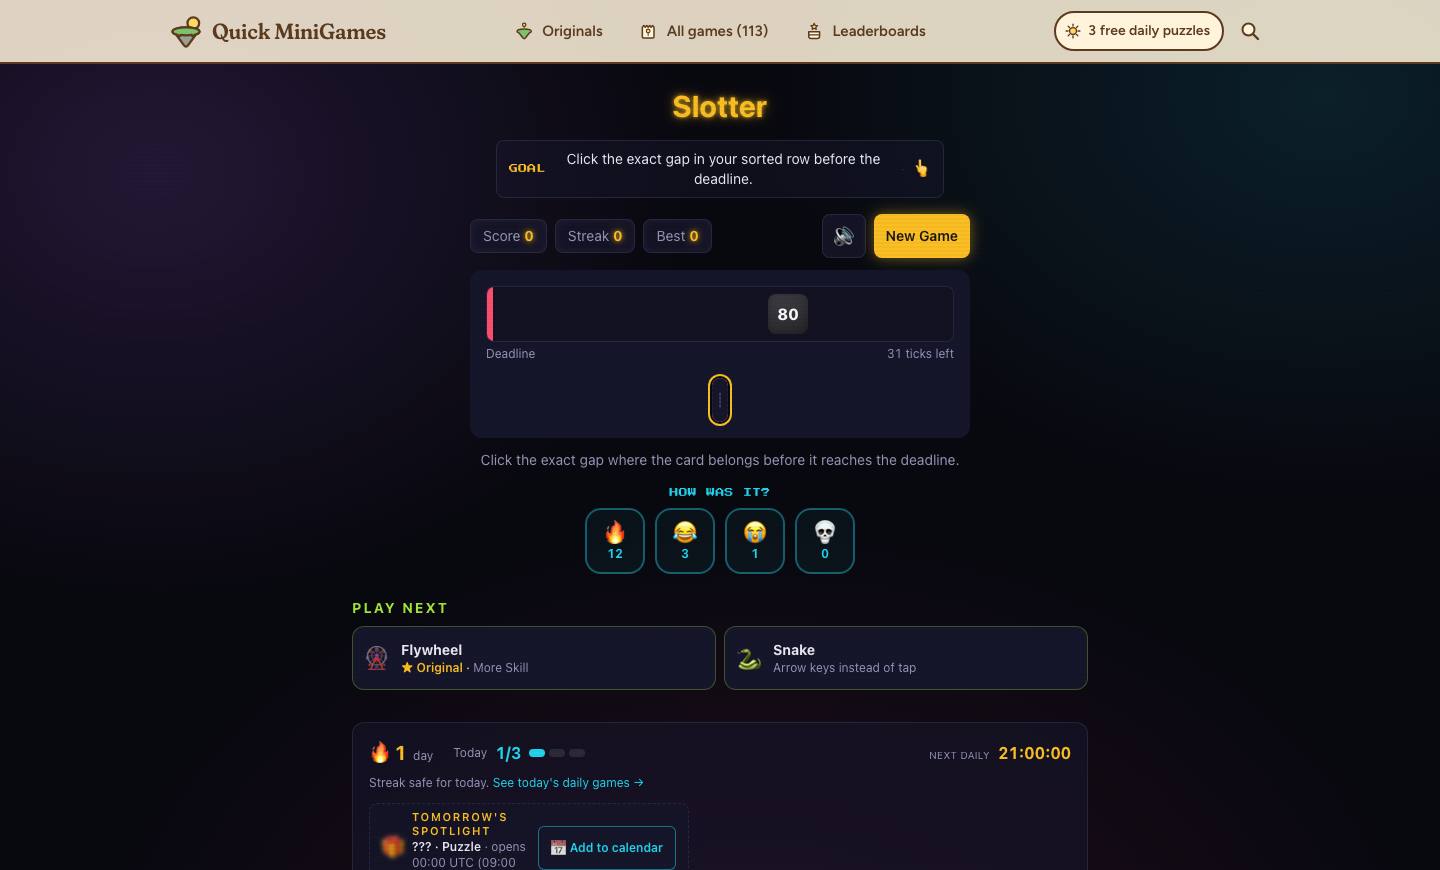 Quick MiniGames
Originals
All games (113)
Leaderboards
3 free daily puzzles
Slotter
GOAL
Click the exact gap in your sorted row before the
deadline.
Score 0
Streak 0
Best 0
New Game
80
Deadline
31 ticks left
Click the exact gap where the card belongs before it reaches the deadline.
HOW WAS IT?
12
3
1
0
PLAY NEXT
Flywheel
Original · More Skill
Snake
Arrow keys instead of tap
1 day
Today 1/3
NEXT DAILY 21:00:00
Streak safe for today. See today's daily games →
TOMORROW'S
SPOTLIGHT
??? · Puzzle · opens
00:00 UTC (09:00
Add to calendar